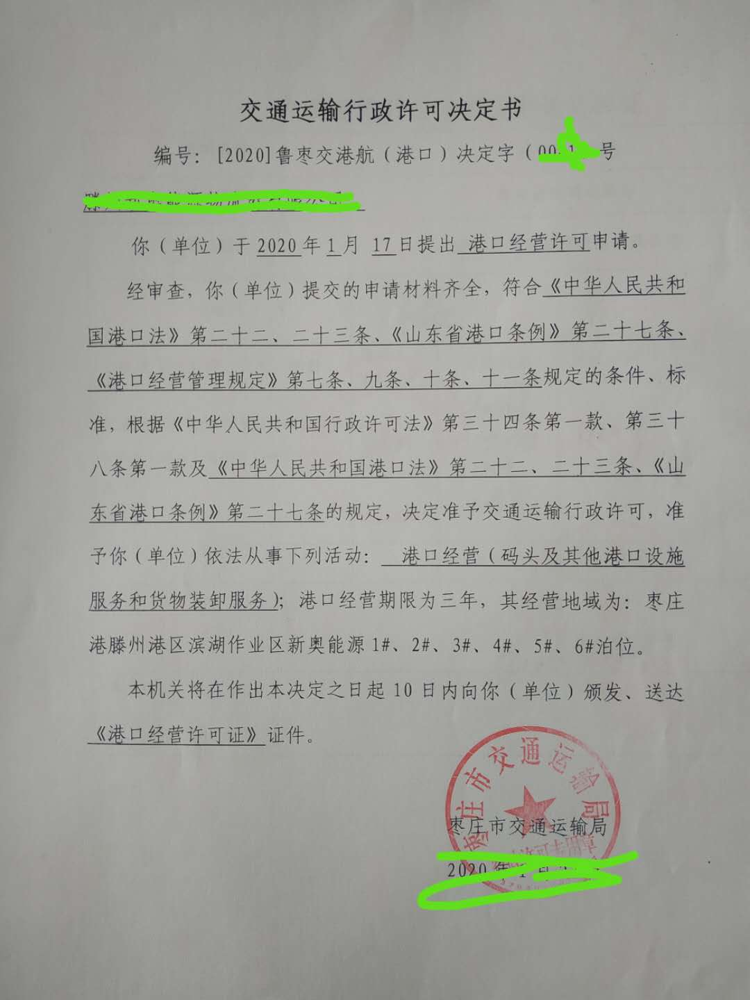 交通运输行政许可决定书
编号：[2020]鲁枣交港航（港口）决定字（00 号
你（单位）于 2020 年 1 月 17 日提出 港口经营许可申请。
经审查，你（单位）提交的申请材料齐全，符合《中华人民共和
国港口法》第二十二、二十三条、《山东省港口条例》第二十七条、
《港口经营管理规定》第七条、九条、十条、十一条规定的条件、标
准，根据《中华人民共和国行政许可法》第三十四条第一款、第三十
八条第一款及《中华人民共和国港口法》第二十二、二十三条、《山
东省港口条例》第二十七条的规定，决定准予交通运输行政许可，准
予你（单位）依法从事下列活动： 港口经营（码头及其他港口设施
服务和货物装卸服务）；港口经营期限为三年，其经营地域为：枣庄
港滕州港区滨湖作业区新奥能源 1#、2#、3#、4#、5#、6#泊位。
本机关将在作出本决定之日起 10 日内向你（单位）颁发、送达
《港口经营许可证》证件。
枣庄市交通运输局
枣庄市交通运输局
许可专用章
2020 年 1 月